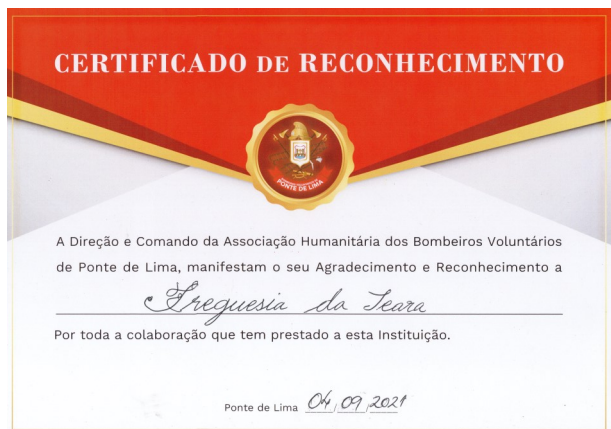 CERTIFICADO DE RECONHECIMENTO
PONTE DE LIMA
A Direção e Comando da Associação Humanitária dos Bombeiros Voluntários
de Ponte de Lima, manifestam o seu Agradecimento e Reconhecimento a
Freguesia da Seara
Por toda a colaboração que tem prestado a esta Instituição.
Ponte de Lima 04,09,2021